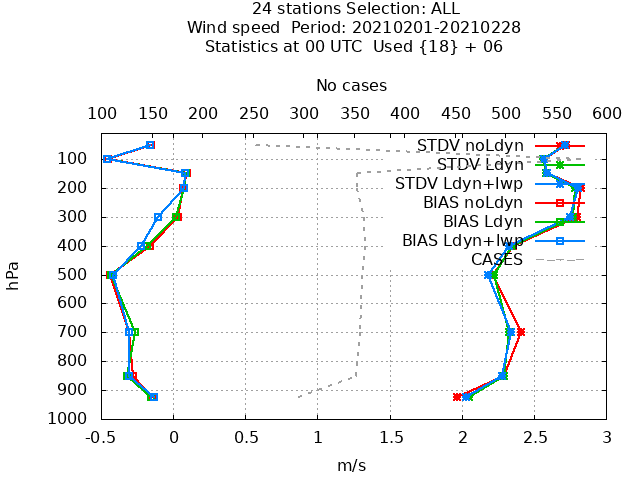 24 stations Selection: ALL
Wind speed  Period: 20210201-20210228
Statistics at 00 UTC  Used {18} + 06
No cases
100 150 200 250 300 350 400 450 500 550 600
STDV noLdyn
STDV Ldyn
STDV Ldyn+lwp
BIAS noLdyn
BIAS Ldyn
BIAS Ldyn+lwp
CASES
hPa
100
200
300
400
500
600
700
800
900
1000
-0.5 0 0.5 1 1.5 2 2.5 3
m/s